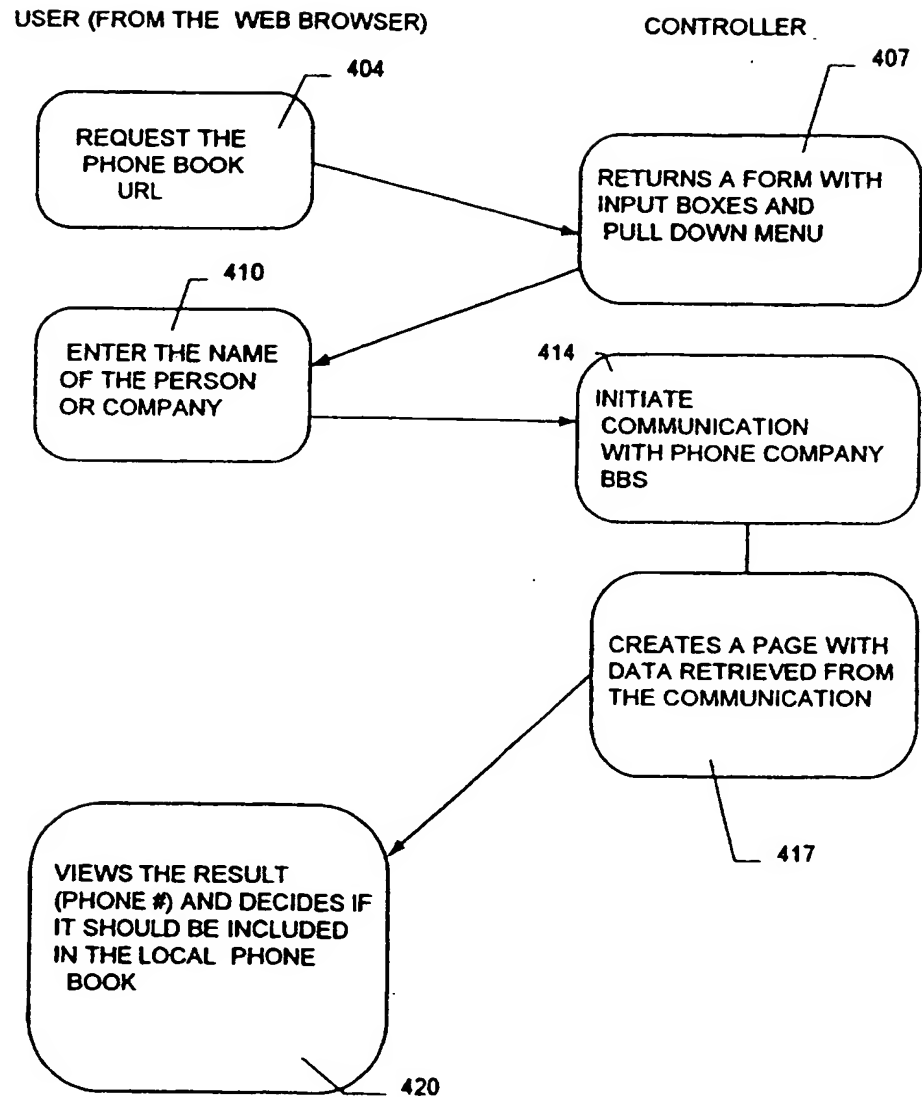 USER (FROM THE WEB BROWSER)
CONTROLLER
404
407
REQUEST THE
PHONE BOOK
URL
RETURNS A FORM WITH
INPUT BOXES AND
PULL DOWN MENU
410
ENTER THE NAME
OF THE PERSON
OR COMPANY
414
INITIATE
COMMUNICATION
WITH PHONE COMPANY
BBS
CREATES A PAGE WITH
DATA RETRIEVED FROM
THE COMMUNICATION
417
VIEWS THE RESULT
(PHONE #) AND DECIDES IF
IT SHOULD BE INCLUDED
IN THE LOCAL PHONE
BOOK
420